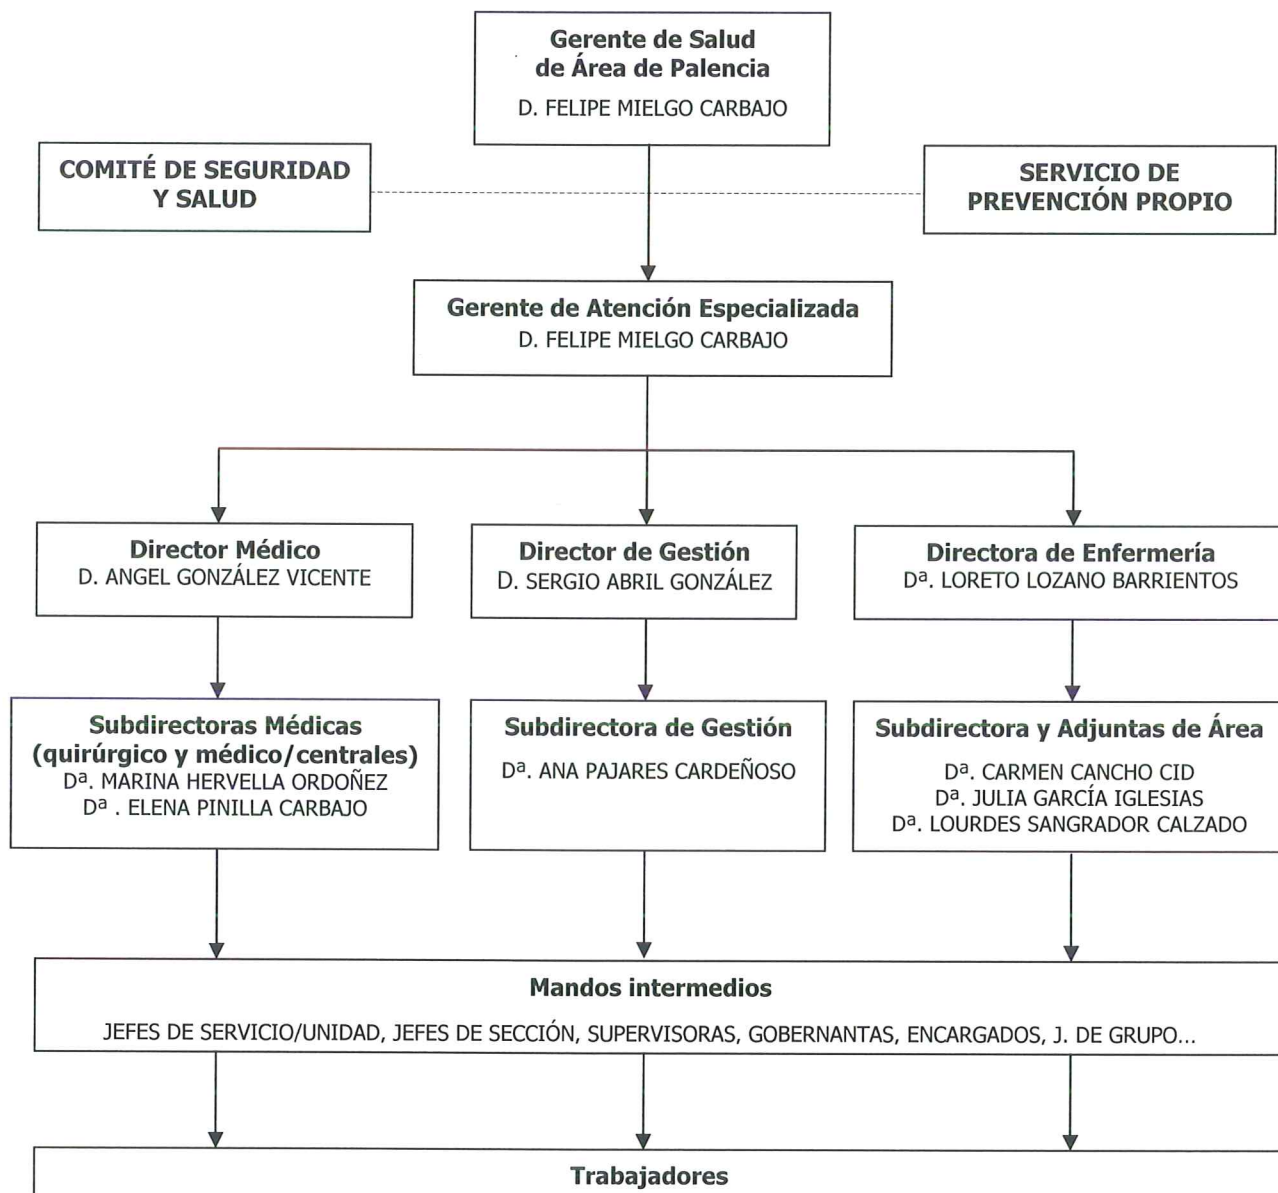 Gerente de Salud
de Área de Palencia
D. FELIPE MIELGO CARBAJO
COMITÉ DE SEGURIDAD
Y SALUD
SERVICIO DE
PREVENCIÓN PROPIO
Gerente de Atención Especializada
D. FELIPE MIELGO CARBAJO
Director Médico
D. ANGEL GONZÁLEZ VICENTE
Director de Gestión
D. SERGIO ABRIL GONZÁLEZ
Directora de Enfermería
Dª. LORETO LOZANO BARRIENTOS
Subdirectoras Médicas
(quirúrgico y médico/centrales)
Dª. MARINA HERVELLA ORDOÑEZ
Dª . ELENA PINILLA CARBAJO
Subdirectora de Gestión
Dª. ANA PAJARES CARDEÑOSO
Subdirectora y Adjuntas de Área
Dª. CARMEN CANCHO CID
Dª. JULIA GARCÍA IGLESIAS
Dª. LOURDES SANGRADOR CALZADO
Mandos intermedios
JEFES DE SERVICIO/UNIDAD, JEFES DE SECCIÓN, SUPERVISORAS, GOBERNANTAS, ENCARGADOS, J. DE GRUPO...
Trabajadores